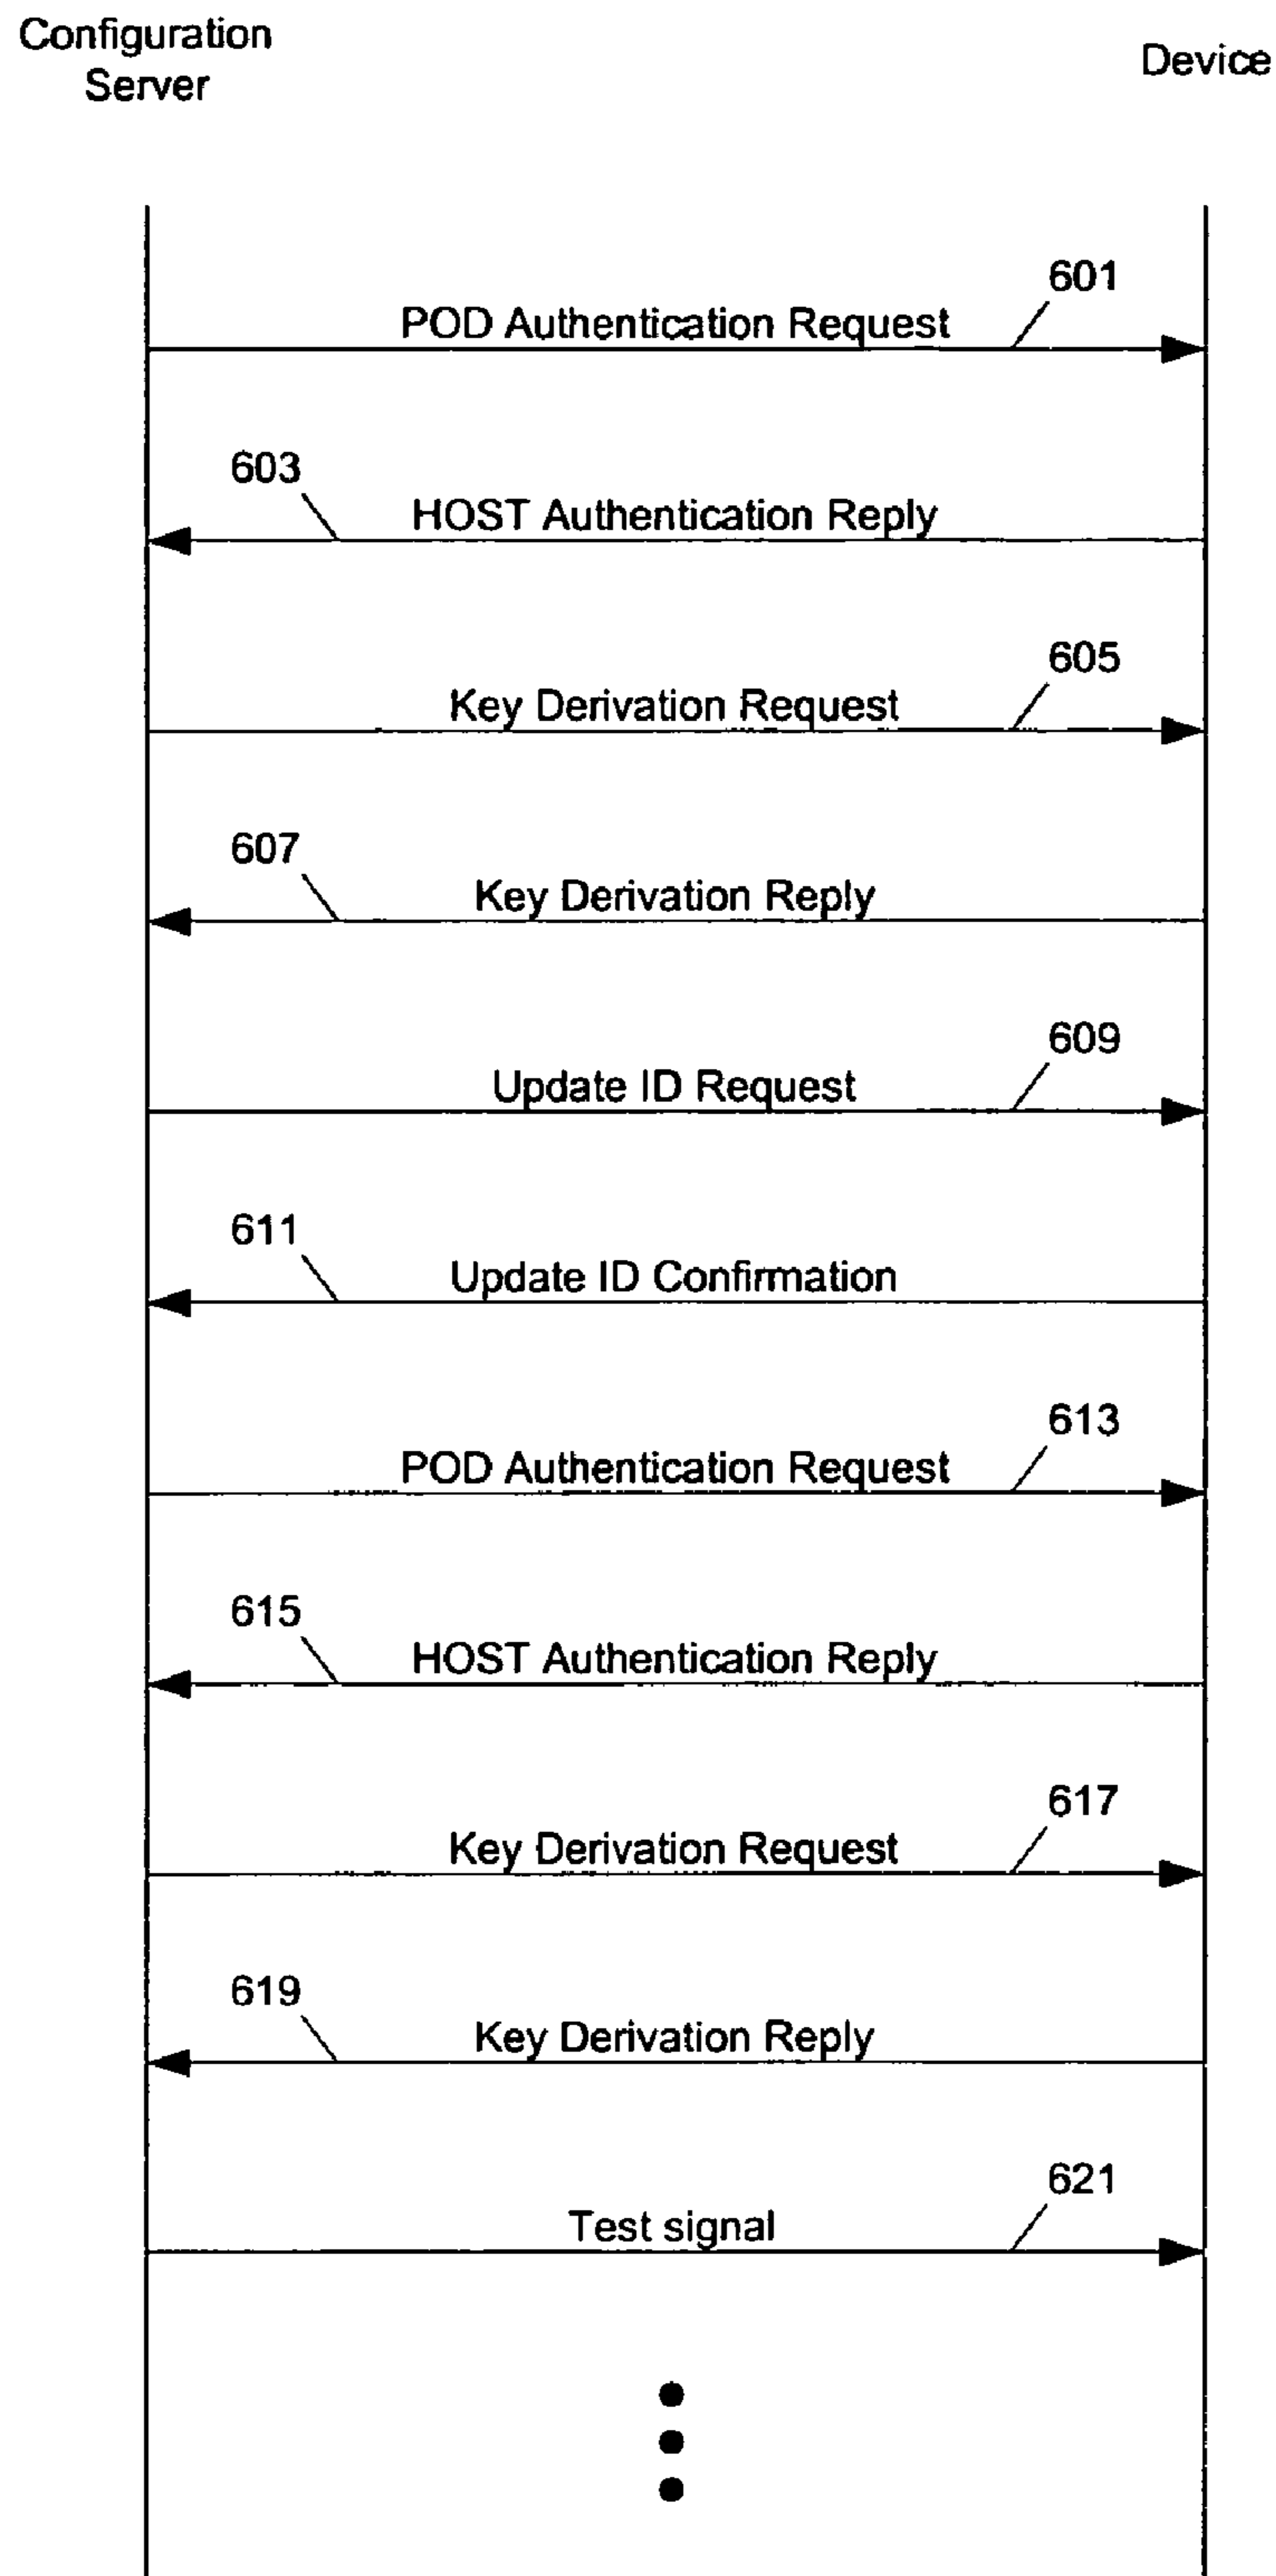 Configuration
Server
Device
601
POD Authentication Request
603
HOST Authentication Reply
605
Key Derivation Request
607
Key Derivation Reply
609
Update ID Request
611
Update ID Confirmation
613
POD Authentication Request
615
HOST Authentication Reply
617
Key Derivation Request
619
Key Derivation Reply
621
Test signal